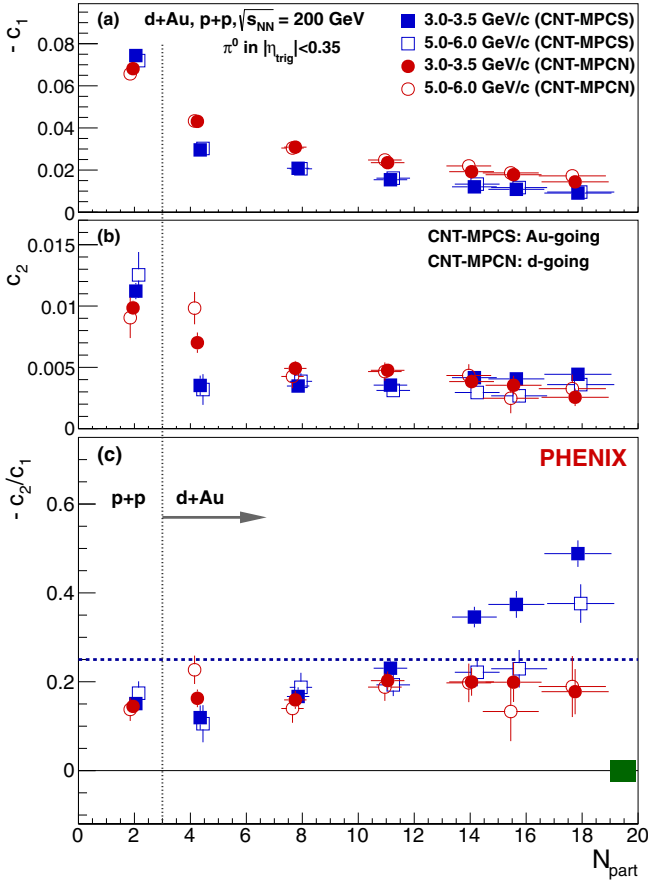 (a) d+Au, p+p, √sNN = 200 GeV
π0 in |ηtrig|<0.35
3.0-3.5 GeV/c (CNT-MPCS)
5.0-6.0 GeV/c (CNT-MPCS)
3.0-3.5 GeV/c (CNT-MPCN)
5.0-6.0 GeV/c (CNT-MPCN)
- c1
0.08
0.06
0.04
0.02
0
(b)
CNT-MPCS: Au-going
CNT-MPCN: d-going
c2
0.015
0.01
0.005
0
(c)
PHENIX
p+p d+Au
- c2/c1
0.6
0.4
0.2
0
0 2 4 6 8 10 12 14 16 18 20
Npart